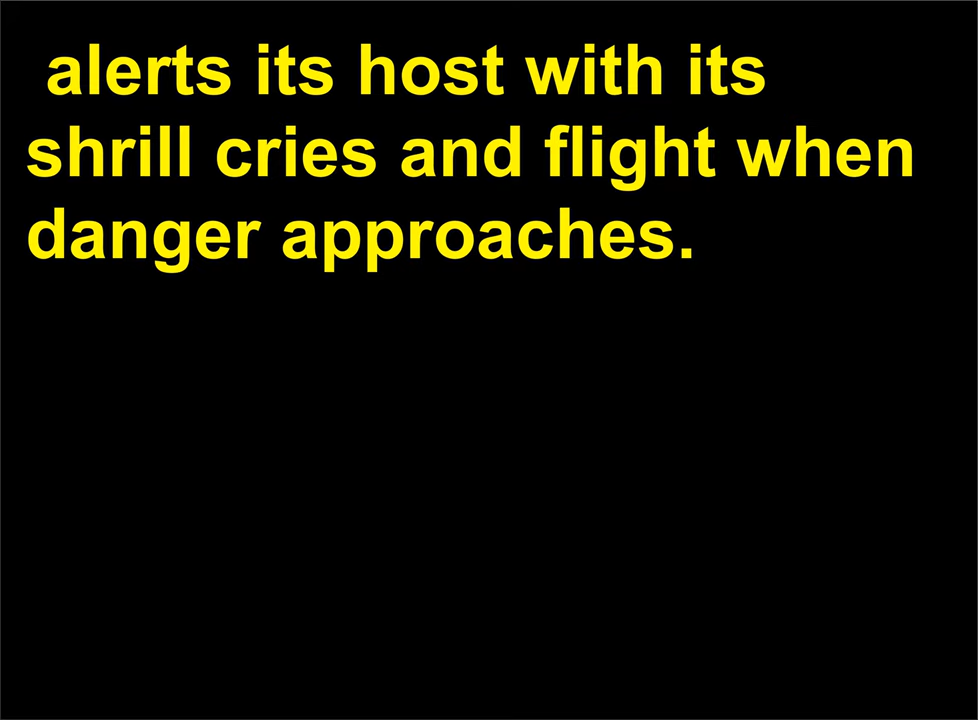 alerts its host with its
shrill cries and flight when
danger approaches.